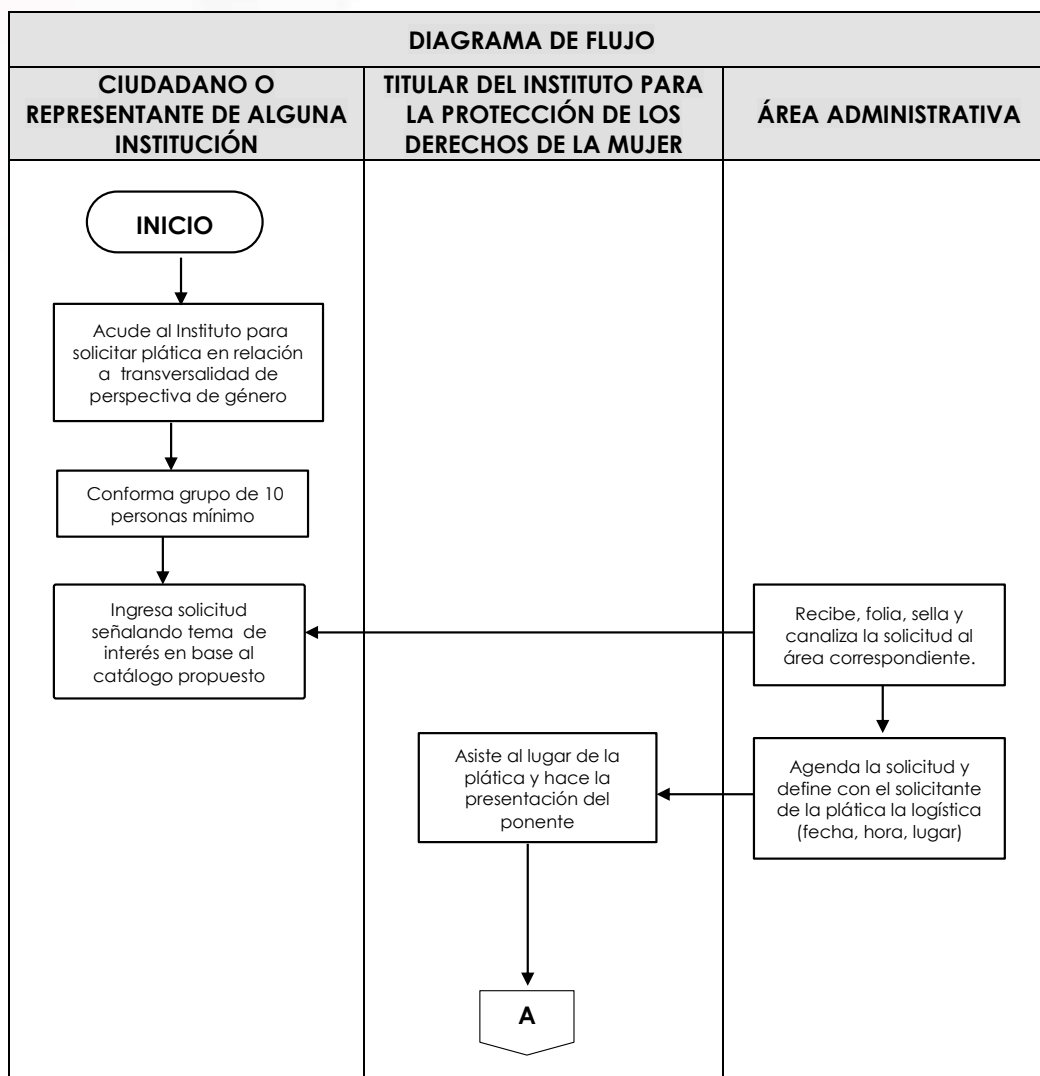 DIAGRAMA DE FLUJO
CIUDADANO O
REPRESENTANTE DE ALGUNA
INSTITUCIÓN
TITULAR DEL INSTITUTO PARA
LA PROTECCIÓN DE LOS
DERECHOS DE LA MUJER
ÁREA ADMINISTRATIVA
INICIO
Acude al Instituto para
solicitar plática en relación
a transversalidad de
perspectiva de género
Conforma grupo de 10
personas mínimo
Ingresa solicitud
señalando tema de
interés en base al
catálogo propuesto
Recibe, folia, sella y
canaliza la solicitud al
área correspondiente.
Agenda la solicitud y
define con el solicitante
de la plática la logística
(fecha, hora, lugar)
Asiste al lugar de la
plática y hace la
presentación del
ponente
A